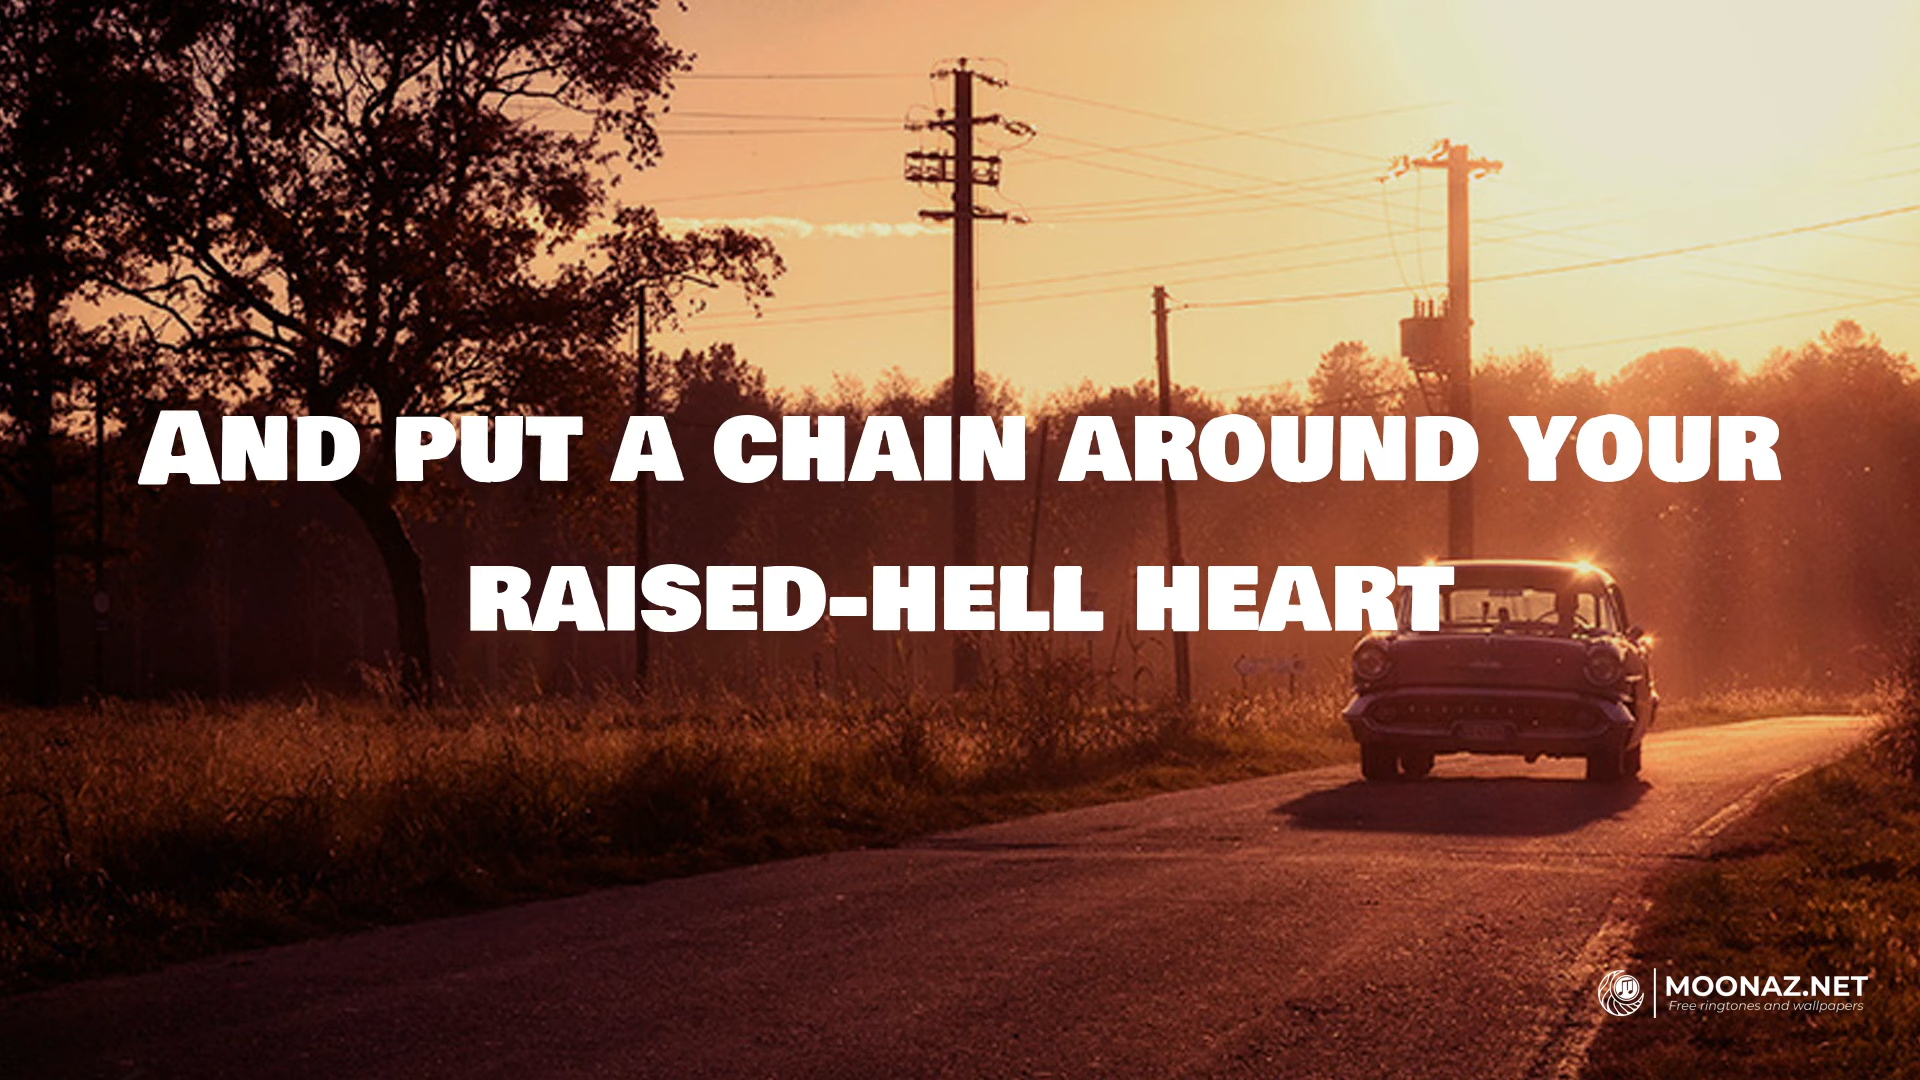 And put a chain around your
raised-hell heart
MOONAZ.NET
Free ringtones and wallpapers